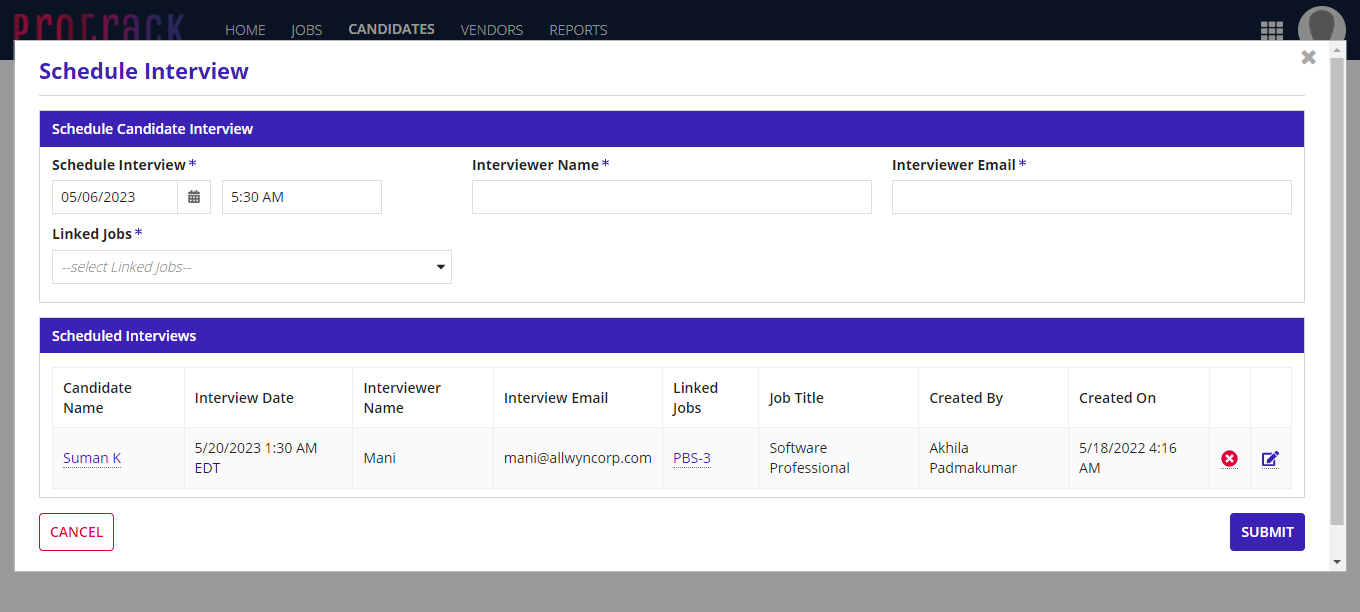 ProTrack
HOME JOBS CANDIDATES VENDORS REPORTS
Schedule Interview
Schedule Candidate Interview
Schedule Interview * Interviewer Name * Interviewer Email *
05/06/2023 5:30 AM
Linked Jobs *
--select Linked Jobs--
Scheduled Interviews
Candidate Name Interview Date Interviewer Name Interview Email Linked Jobs Job Title Created By Created On
Suman K 5/20/2023 1:30 AM EDT Mani mani@allwyncorp.com PBS-3 Software Professional Akhila Padmakumar 5/18/2022 4:16 AM
CANCEL SUBMIT